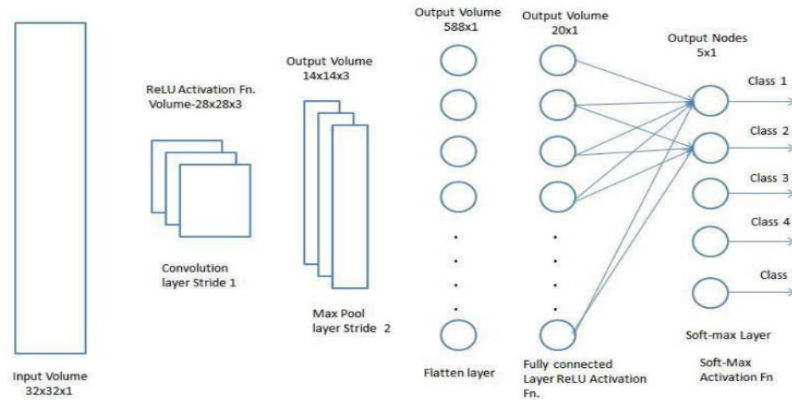 Output Volume
588x1
Output Volume
20x1
Output Nodes
5x1
Output Volume
14x14x3
ReLU Activation Fn.
Volume-28x28x3
Class 1
Class 2
Class 3
Class 4
Class
Convolution
layer Stride 1
Max Pool
layer Stride 2
Soft-max Layer
Flatten layer
Fully connected
Layer ReLU Activation
Fn.
Soft-Max
Activation Fn
Input Volume
32x32x1